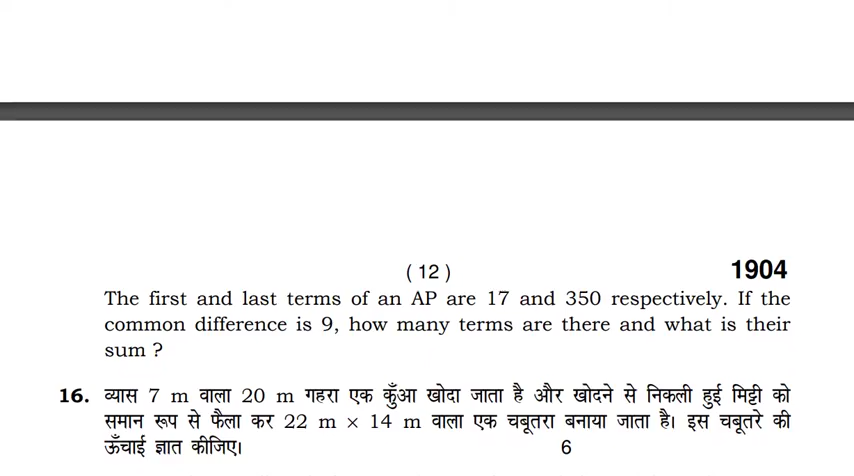 ( 12 ) 1904
The first and last terms of an AP are 17 and 350 respectively. If the
common difference is 9, how many terms are there and what is their
sum ?
16. व्यास 7 m वाला 20 m गहरा एक कुँआ खोदा जाता है और खोदने से निकली हुई मिट्टी को
समान रूप से फैला कर 22 m × 14 m वाला एक चबूतरा बनाया जाता है। इस चबूतरे की
ऊँचाई ज्ञात कीजिए। 6